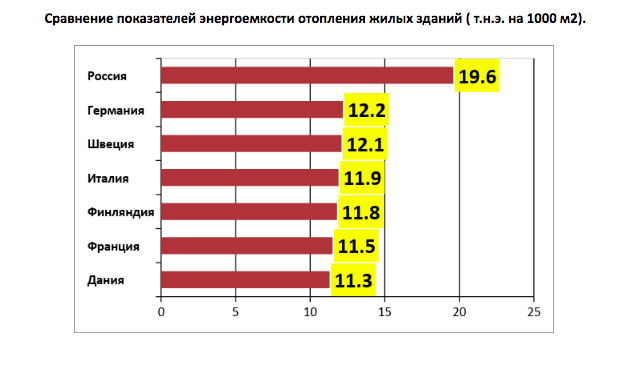 Сравнение показателей энергоемкости отопления жилых зданий ( т.н.э. на 1000 м2).
Россия 19.6
Германия 12.2
Швеция 12.1
Италия 11.9
Финляндия 11.8
Франция 11.5
Дания 11.3
0 5 10 15 20 25